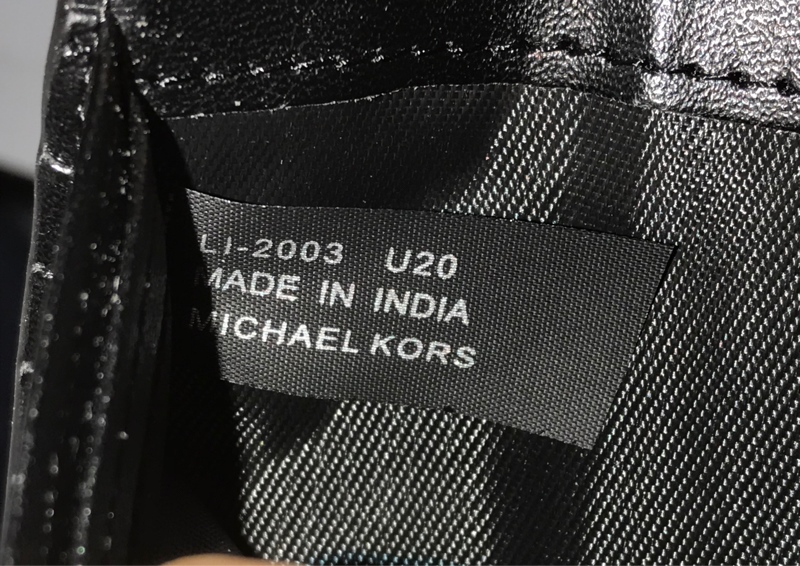 LI-2003 U20
MADE IN INDIA
MICHAEL KORS